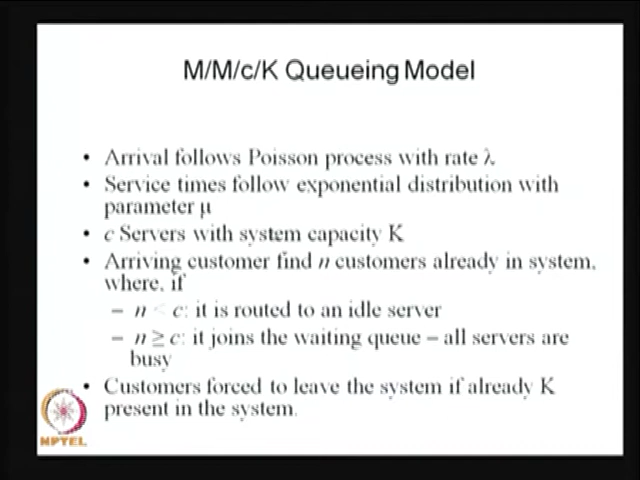 M/M/c/K Queueing Model
• Arrival follows Poisson process with rate λ
• Service times follow exponential distribution with
parameter μ
• c Servers with system capacity K
• Arriving customer find n customers already in system,
where, if
– n < c: it is routed to an idle server
– n ≥ c: it joins the waiting queue – all servers are
busy
• Customers forced to leave the system if already K
present in the system.
NPTEL